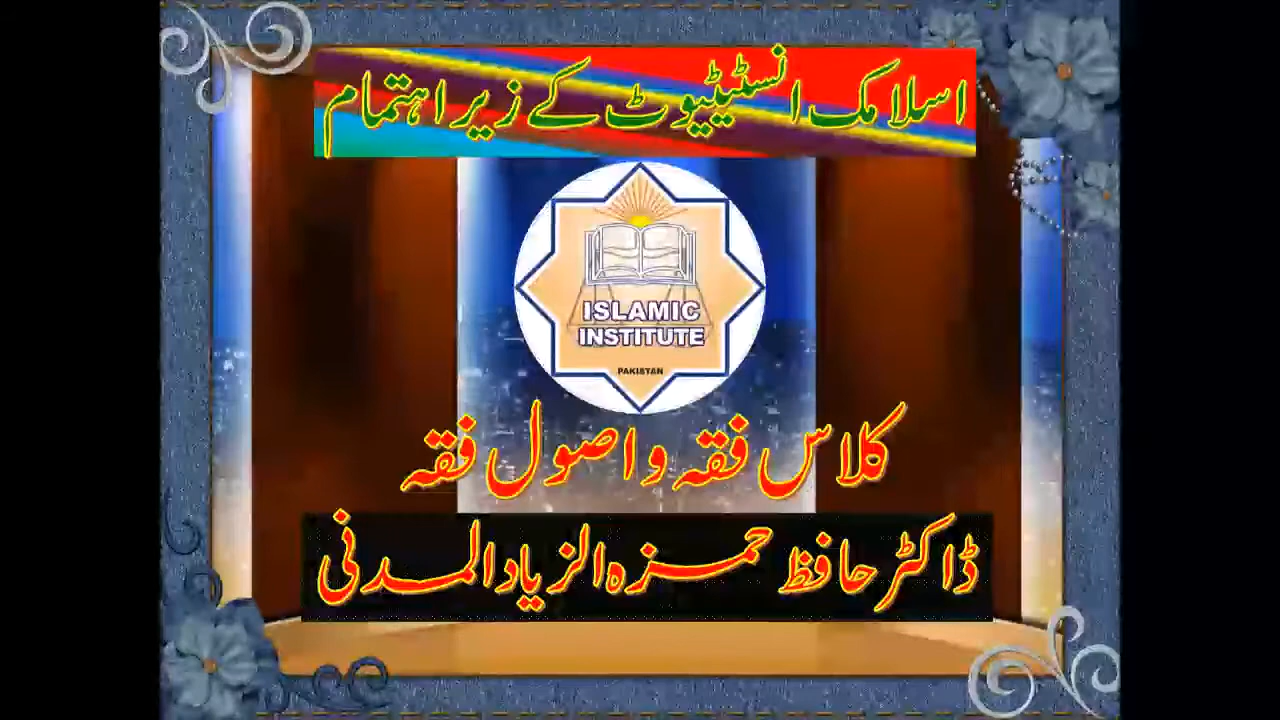 اسلامک انسٹیٹیوٹ کے زیر اہتمام
ISLAMIC
INSTITUTE
PAKISTAN
کلاس فقہ و اصول فقہ
ڈاکٹر حافظ حمزہ الزیاد المدنی